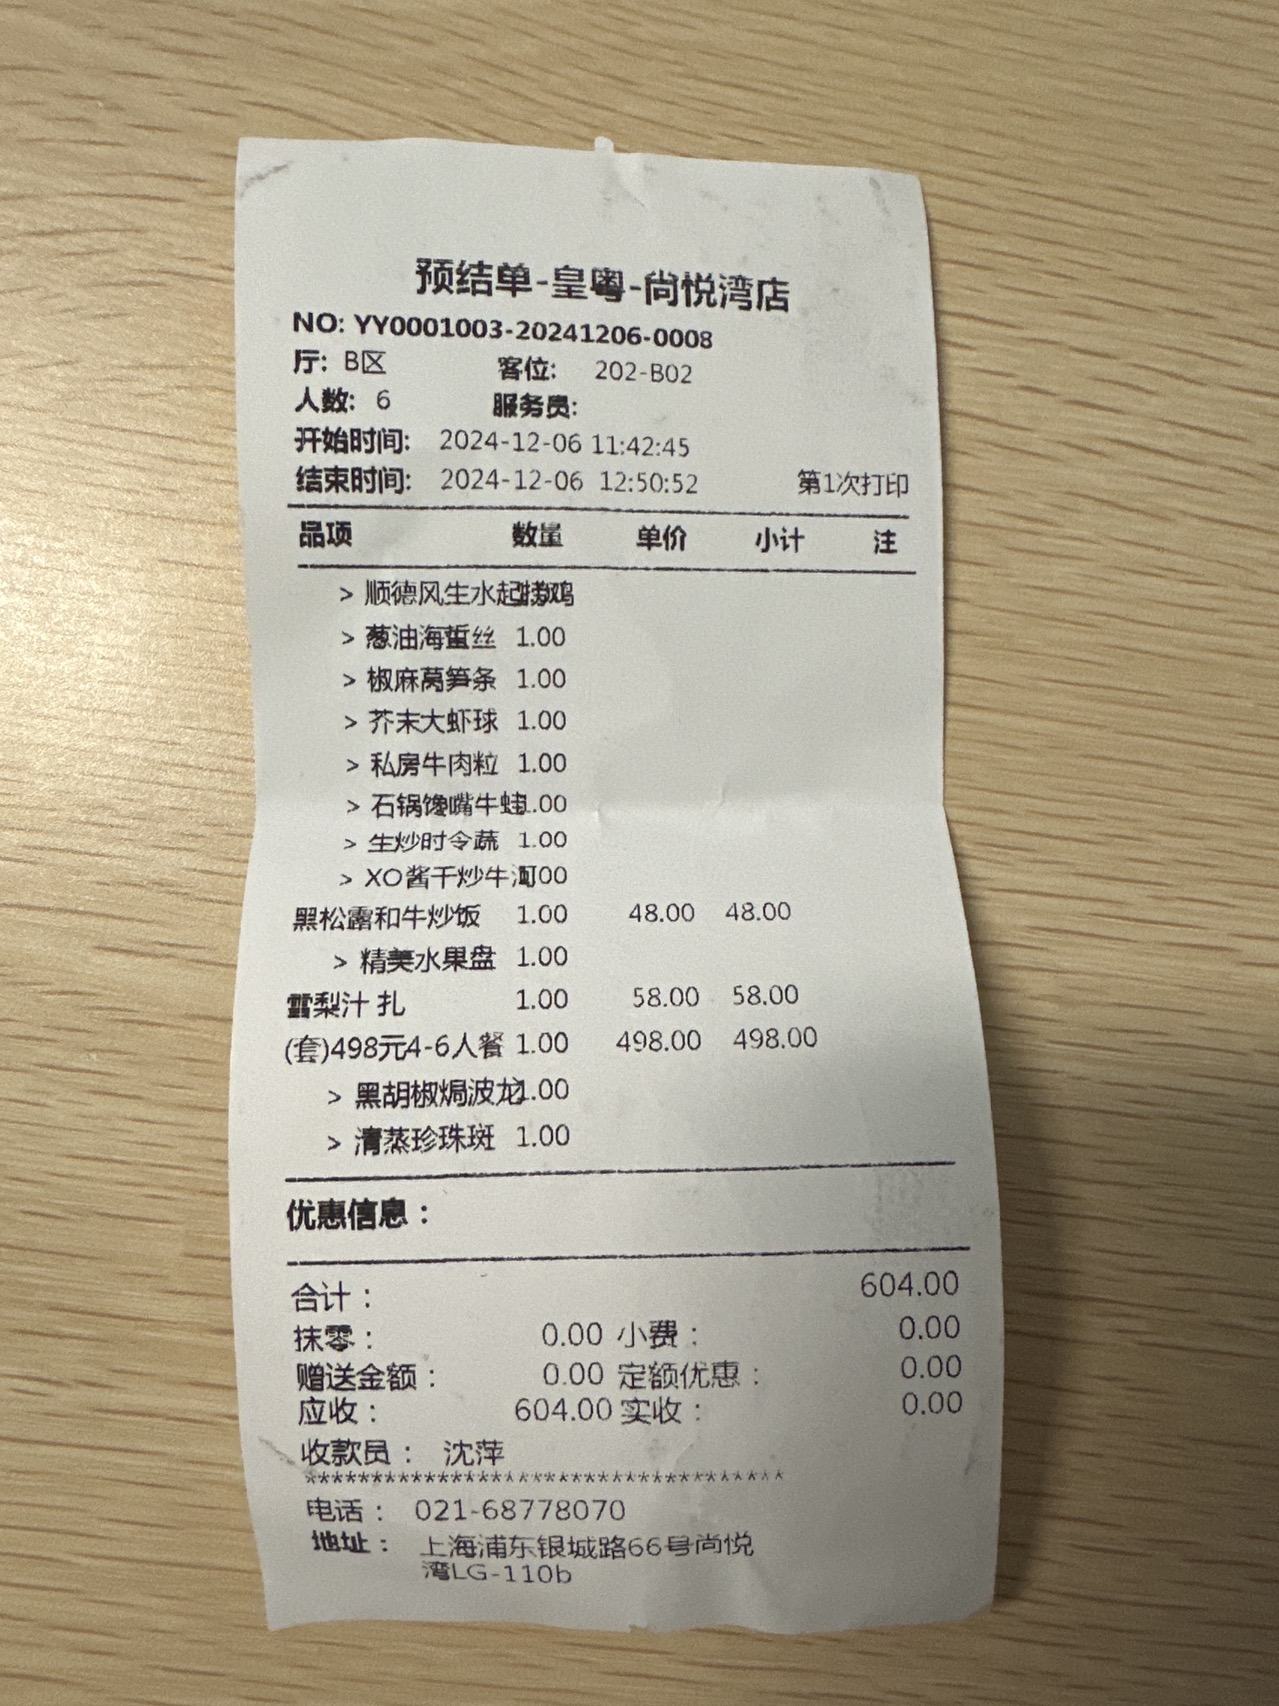 预结单-皇粤-尚悦湾店
NO: YY0001003-20241206-0008
厅: B区 客位: 202-B02
人数: 6 服务员:
开始时间: 2024-12-06 11:42:45
结束时间: 2024-12-06 12:50:52 第1次打印
品项 数量 单价 小计 注
> 顺德风生水起捞鸡
> 葱油海蜇丝 1.00
> 椒麻莴笋条 1.00
> 芥末大虾球 1.00
> 私房牛肉粒 1.00
> 石锅馋嘴牛蛙1.00
> 生炒时令蔬 1.00
> XO酱干炒牛河
黑松露和牛炒饭 1.00 48.00 48.00
> 精美水果盘 1.00
雪梨汁 扎 1.00 58.00 58.00
(套)498元4-6人餐 1.00 498.00 498.00
> 黑胡椒焗波龙1.00
> 清蒸珍珠斑 1.00
优惠信息：
合计： 604.00
抹零： 0.00 小费： 0.00
赠送金额： 0.00 定额优惠： 0.00
应收： 604.00 实收： 0.00
收款员： 沈萍
*************************************
电话： 021-68778070
地址： 上海浦东银城路66号尚悦
湾LG-110b